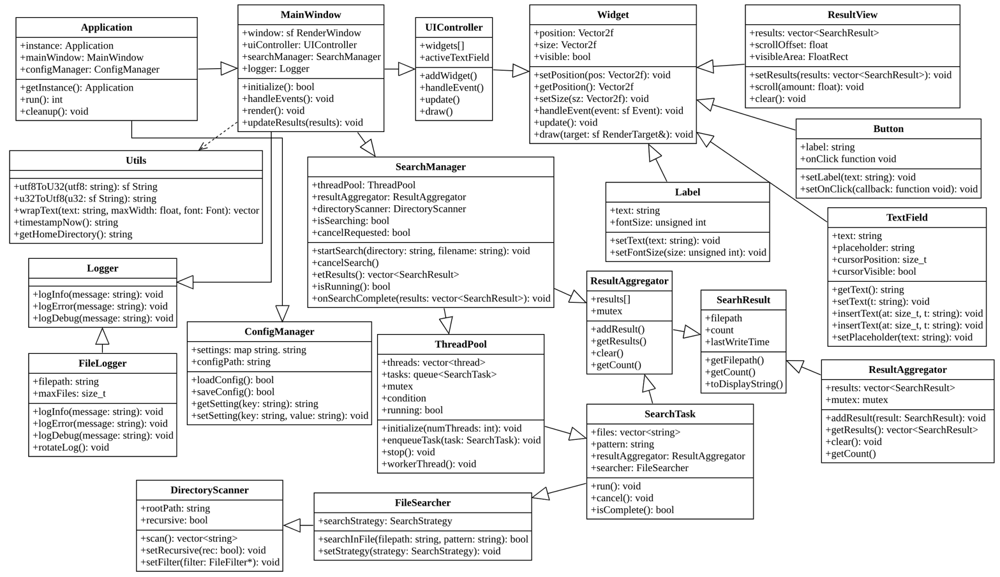 Application
+instance: Application
+mainWindow: MainWindow
+configManager: ConfigManager
+getInstance(): Application
+run(): int
+cleanup(): void
MainWindow
+window: sf RenderWindow
+uiController: UIController
+searchManager: SearchManager
+logger: Logger
+initialize(): bool
+handleEvents(): void
+render(): void
+updateResults(results): void
UIController
+widgets[]
+activeTextField
+addWidget()
+handleEvent()
+update()
+draw()
Widget
+position: Vector2f
+size: Vector2f
+visible: bool
+setPosition(pos: Vector2f): void
+getPosition(): Vector2f
+setSize(sz: Vector2f): void
+handleEvent(event: sf Event): void
+update(): void
+draw(target: sf RenderTarget&): void
ResultView
+results: vector<SearchResult>
+scrollOffset: float
+visibleArea: FloatRect
+setResults(results: vector<SearchResult>): void
+scroll(amount: float): void
+clear(): void
Button
+label: string
+onClick function void
+setLabel(text: string): void
+setOnClick(callback: function void): void
Utils
+utf8ToU32(utf8: string): sf String
+u32ToUtf8(u32: sf String): string
+wrapText(text: string, maxWidth: float, font: Font): vector
+timestampNow(): string
+getHomeDirectory(): string
SearchManager
+threadPool: ThreadPool
+resultAggregator: ResultAggregator
+directoryScanner: DirectoryScanner
+isSearching: bool
+cancelRequested: bool
+startSearch(directory: string, filename: string): void
+cancelSearch()
+etResults(): vector<SearchResult>
+isRunning(): bool
+onSearchComplete(results: vector<SearchResult>): void
Label
+text: string
+fontSize: unsigned int
+setText(text: string): void
+setFontSize(size: unsigned int): void
TextField
+text: string
+placeholder: string
+cursorPosition: size_t
+cursorVisible: bool
+getText(): string
+setText(t: string): void
+insertText(at: size_t, t: string): void
+insertText(at: size_t, t: string): void
+setPlaceholder(text: string): void
Logger
+logInfo(message: string): void
+logError(message: string): void
+logDebug(message: string): void
ResultAggregator
+results[]
+mutex
+addResult()
+getResults()
+clear()
+getCount()
SearhResult
+filepath
+count
+lastWriteTime
+getFilepath()
+getCount()
+toDisplayString()
ConfigManager
+settings: map string. string
+configPath: string
+loadConfig(): bool
+saveConfig(): bool
+getSetting(key: string): string
+setSetting(key: string, value: string): void
ThreadPool
+threads: vector<thread>
+tasks: queue<SearchTask>
+mutex
+condition
+running: bool
+initialize(numThreads: int): void
+enqueueTask(task: SearchTask): void
+stop(): void
+workerThread(): void
FileLogger
+filepath: string
+maxFiles: size_t
+logInfo(message: string): void
+logError(message: string): void
+logDebug(message: string): void
+rotateLog(): void
ResultAggregator
+results: vector<SearchResult>
+mutex: mutex
+addResult(result: SearchResult): void
+getResults(): vector<SearchResult>
+clear(): void
+getCount()
SearchTask
+files: vector<string>
+pattern: string
+resultAggregator: ResultAggregator
+searcher: FileSearcher
+run(): void
+cancel(): void
+isComplete(): bool
DirectoryScanner
+rootPath: string
+recursive: bool
+scan(): vector<string>
+setRecursive(rec: bool): void
+setFilter(filter: FileFilter*): void
FileSearcher
+searchStrategy: SearchStrategy
+searchInFile(filepath: string, pattern: string): bool
+setStrategy(strategy: SearchStrategy): void